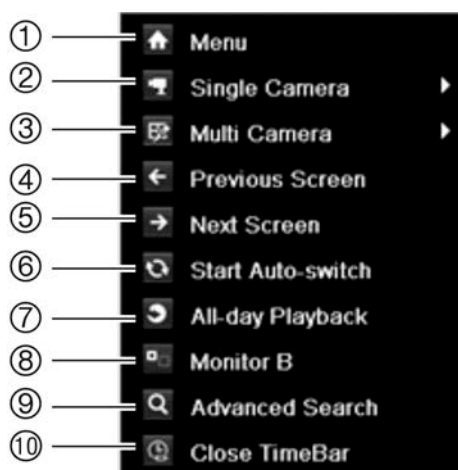 ① Menu
② Single Camera
③ Multi Camera
④ Previous Screen
⑤ Next Screen
⑥ Start Auto-switch
⑦ All-day Playback
⑧ Monitor B
⑨ Advanced Search
⑩ Close TimeBar